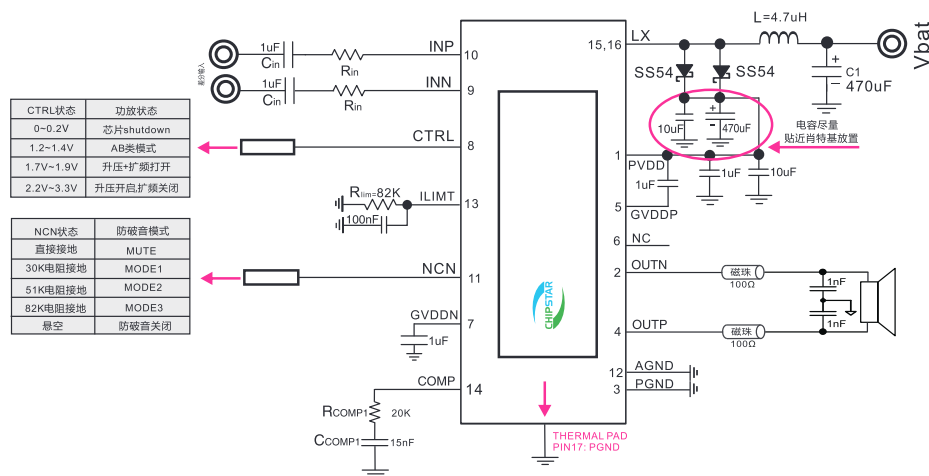 L=4.7uH
Vbat
LX
15,16
1uF
Cin
Rin
INP
10
差分输入
1uF
Cin
Rin
INN
9
SS54
SS54
+
C1
470uF
CTRL状态 功放状态
0~0.2V 芯片shutdown
1.2~1.4V AB类模式
1.7V~1.9V 升压+扩频打开
2.2V~3.3V 升压开启,扩频关闭
CTRL
8
10uF
+
470uF
电容尽量
贴近肖特基放置
1
PVDD
1uF
1uF
10uF
5
GVDDP
Rlim=82K
ILIMT
13
100nF
6
NC
NCN状态 防破音模式
直接接地 MUTE
30K电阻接地 MODE1
51K电阻接地 MODE2
82K电阻接地 MODE3
悬空 防破音关闭
NCN
11
2
OUTN
磁珠
100Ω
1nF
1nF
CHIPSTAR
GVDDN
7
1uF
4
OUTP
磁珠
100Ω
12
AGND
3
PGND
COMP
14
RCOMP1
20K
CCOMP1
15nF
THERMAL PAD
PIN17: PGND